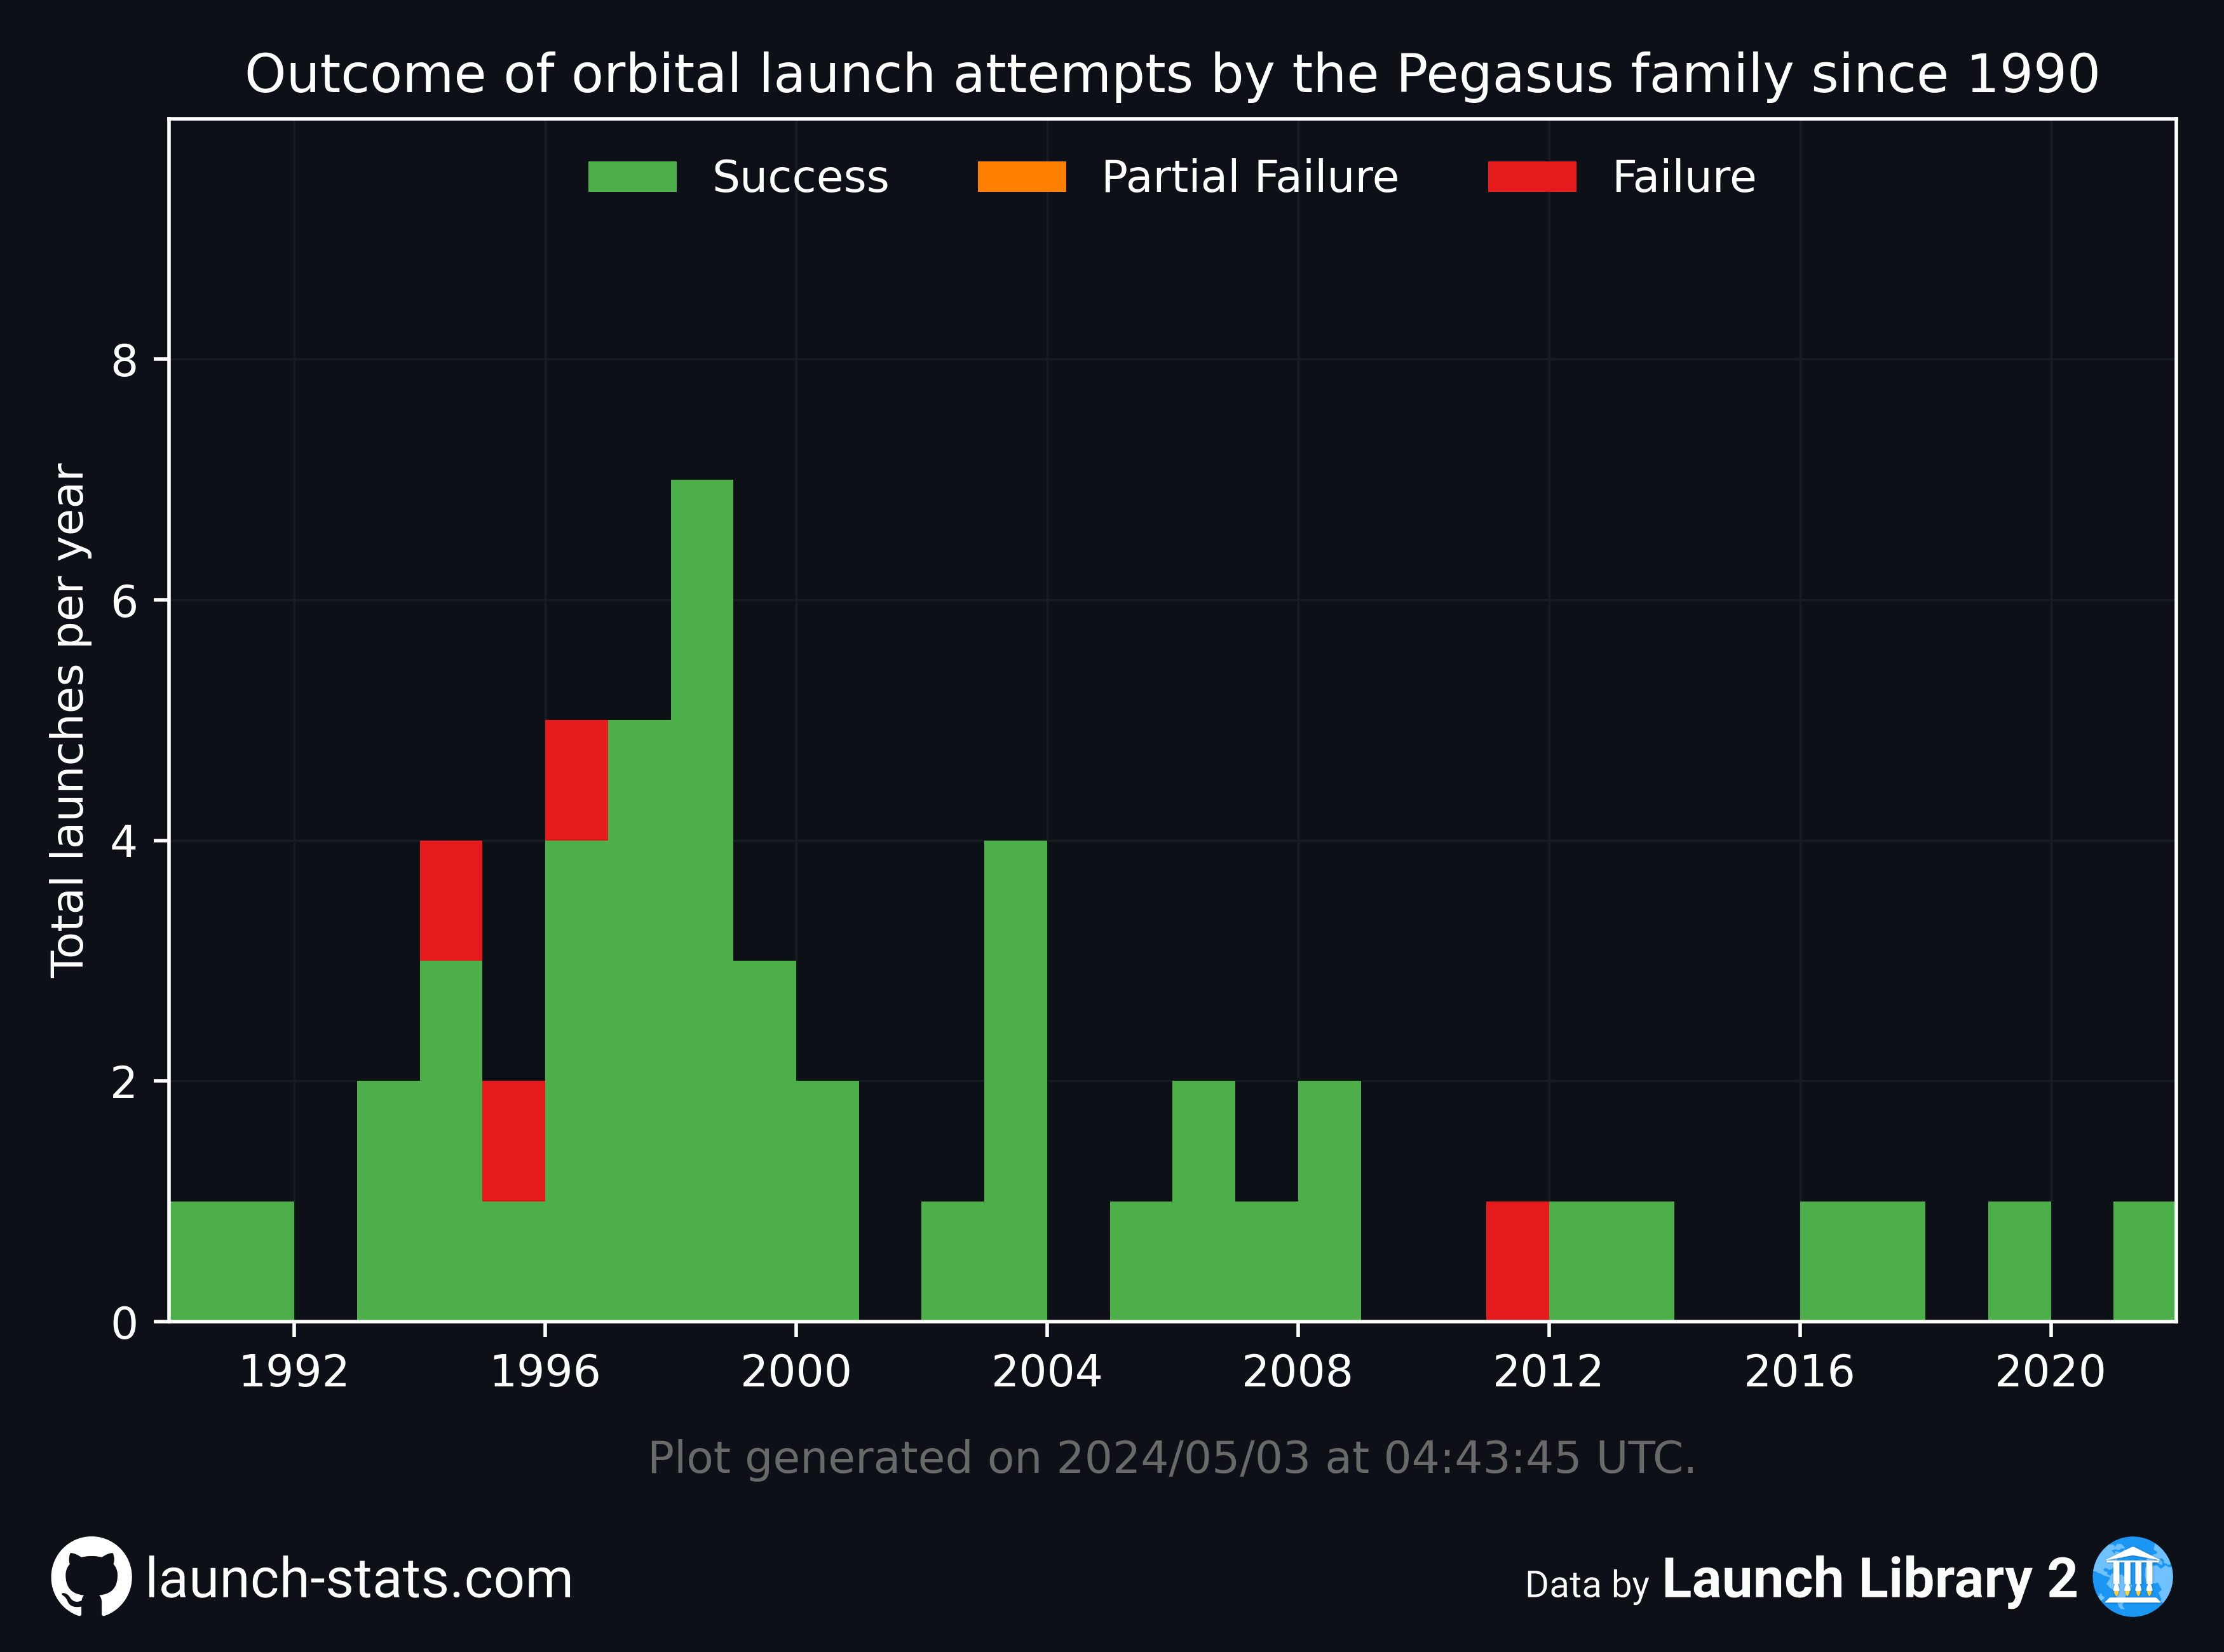 Outcome of orbital launch attempts by the Pegasus family since 1990
Success Partial Failure Failure
Total launches per year
8
6
4
2
0
1992 1996 2000 2004 2008 2012 2016 2020
Plot generated on 2024/05/03 at 04:43:45 UTC.
launch-stats.com
Data by Launch Library 2